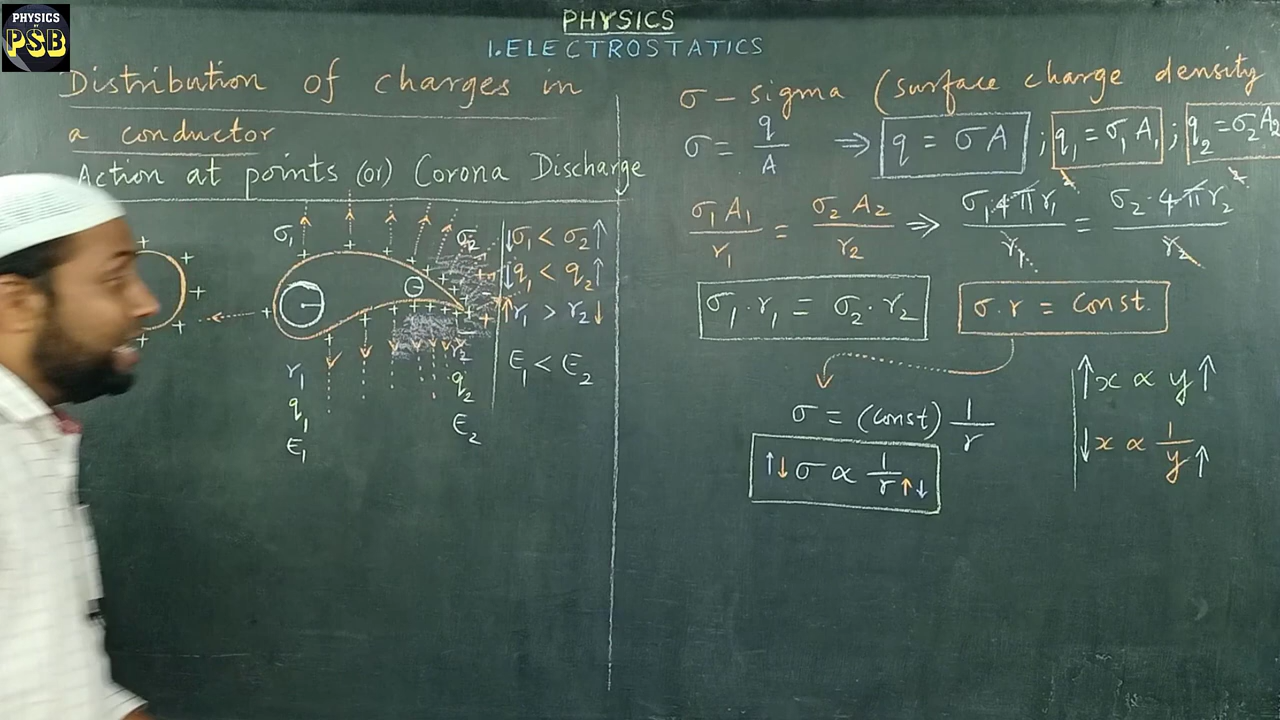 PHYSICS
BY
PSB
PHYSICS
1. ELECTROSTATICS
Distribution of charges in
a conductor
Action at points (or) Corona Discharge
σ₁
σ₂
r₁
q₁
E₁
r₂
q₂
E₂
↓σ₁ < σ₂↑
↓q₁ < q₂↑
↑r₁ > r₂↓
E₁ < E₂
σ – sigma (surface charge density
σ = q/A ⇒ q = σA ; q₁ = σ₁A₁ ; q₂ = σ₂A₂
σ₁A₁/r₁ = σ₂A₂/r₂ ⇒ σ₁·4πr₁²/r₁ = σ₂·4πr₂²/r₂
σ₁·r₁ = σ₂·r₂
σ·r = const.
σ = (const) 1/r
↑↓σ ∝ 1/r↑↓
↑x ∝ y↑
↓x ∝ 1/y↑